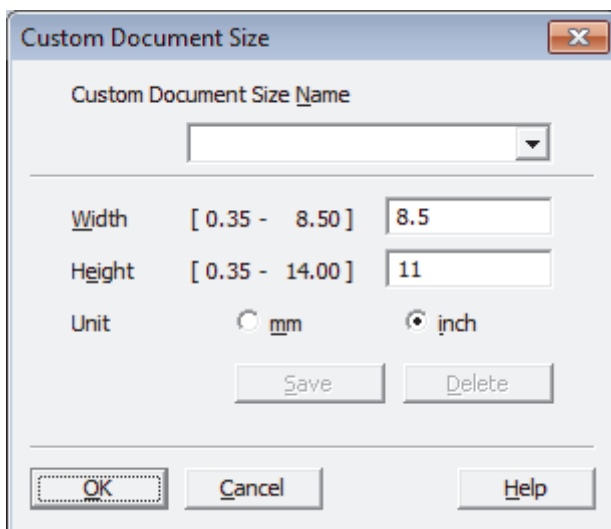 Custom Document Size
Custom Document Size Name
Width [ 0.35 - 8.50 ] 8.5
Height [ 0.35 - 14.00 ] 11
Unit mm inch
Save Delete
OK Cancel Help